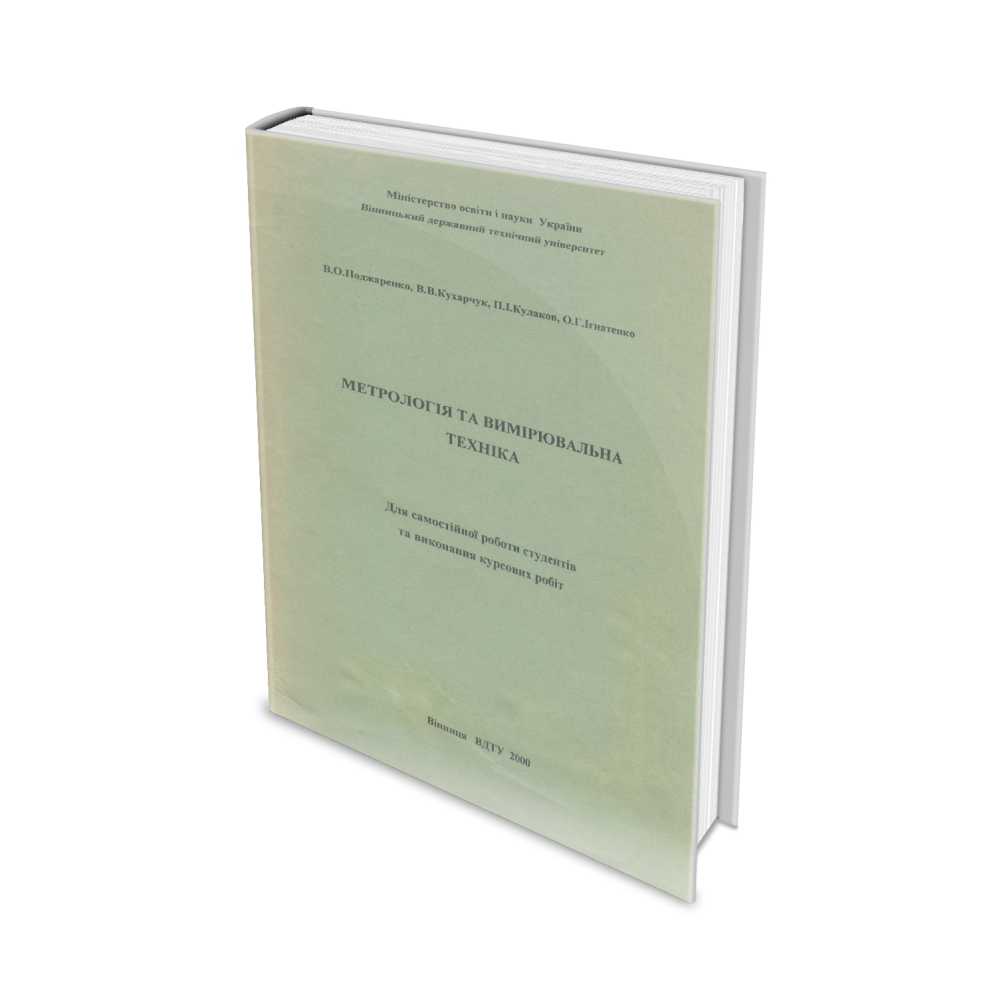 Міністерство освіти і науки України
Вінницький державний технічний університет
В.О.Поджаренко, В.В.Кухарчук, П.І.Кулаков, О.Г.Ігнатенко
МЕТРОЛОГІЯ ТА ВИМІРЮВАЛЬНА
ТЕХНІКА
Для самостійної роботи студентів
та виконання курсових робіт
Вінниця ВДТУ 2000